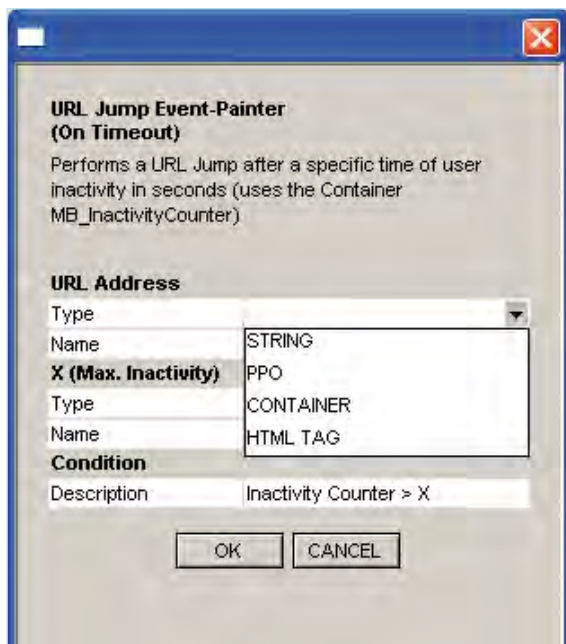 URL Jump Event-Painter
(On Timeout)
Performs a URL Jump after a specific time of user
inactivity in seconds (uses the Container
MB_InactivityCounter)
URL Address
Type
Name
STRING
X (Max. Inactivity)
PPO
Type
CONTAINER
Name
HTML TAG
Condition
Description Inactivity Counter > X
OK CANCEL